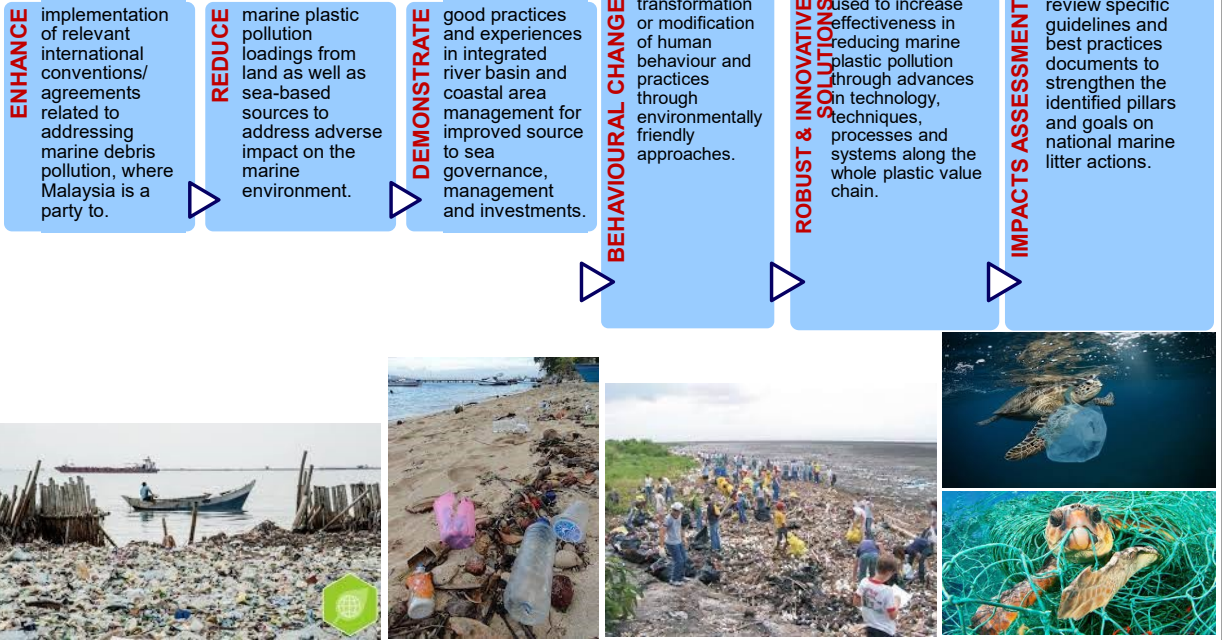 ENHANCE
implementation
of relevant
international
conventions/
agreements
related to
addressing
marine debris
pollution, where
Malaysia is a
party to.
REDUCE
marine plastic
pollution
loadings from
land as well as
sea-based
sources to
address adverse
impact on the
marine
environment.
DEMONSTRATE
good practices
and experiences
in integrated
river basin and
coastal area
management for
improved source
to sea
governance,
management
and investments.
BEHAVIOURAL CHANGE
transformation
or modification
of human
behaviour and
practices
through
environmentally
friendly
approaches.
ROBUST & INNOVATIVE
SOLUTIONS
used to increase
effectiveness in
reducing marine
plastic pollution
through advances
in technology,
techniques,
processes and
systems along the
whole plastic value
chain.
IMPACTS ASSESSMENT
review specific
guidelines and
best practices
documents to
strengthen the
identified pillars
and goals on
national marine
litter actions.